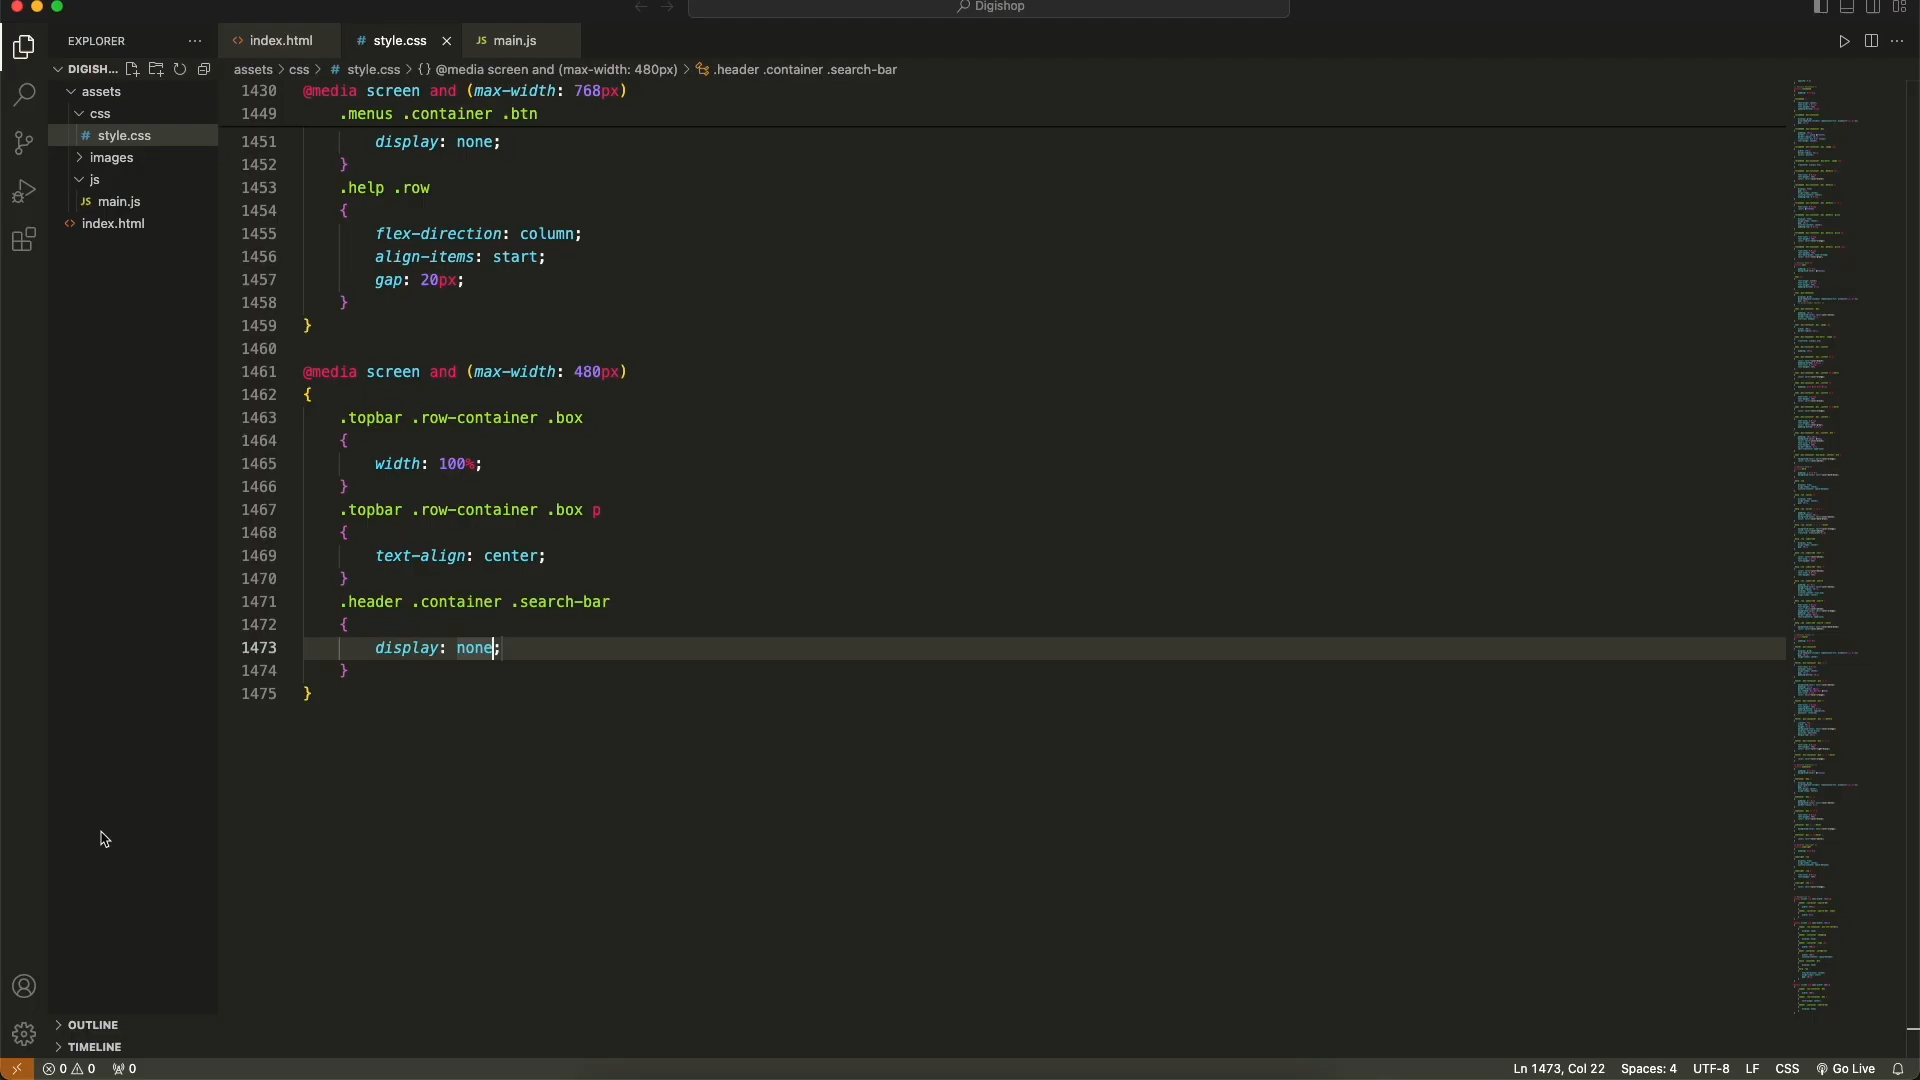 Digishop
EXPLORER
index.html
style.css
JS main.js
DIGISH...
assets > css > # style.css > {} @media screen and (max-width: 480px) > .header .container .search-bar
assets
css
# style.css
images
js
JS main.js
index.html
1430 @media screen and (max-width: 768px)
1449 .menus .container .btn
1451 display: none;
1452 }
1453 .help .row
1454 {
1455 flex-direction: column;
1456 align-items: start;
1457 gap: 20px;
1458 }
1459 }
1460
1461 @media screen and (max-width: 480px)
1462 {
1463 .topbar .row-container .box
1464 {
1465 width: 100%;
1466 }
1467 .topbar .row-container .box p
1468 {
1469 text-align: center;
1470 }
1471 .header .container .search-bar
1472 {
1473 display: none;
1474 }
1475 }
OUTLINE
TIMELINE
0 0 0
Ln 1473, Col 22 Spaces: 4 UTF-8 LF CSS Go Live